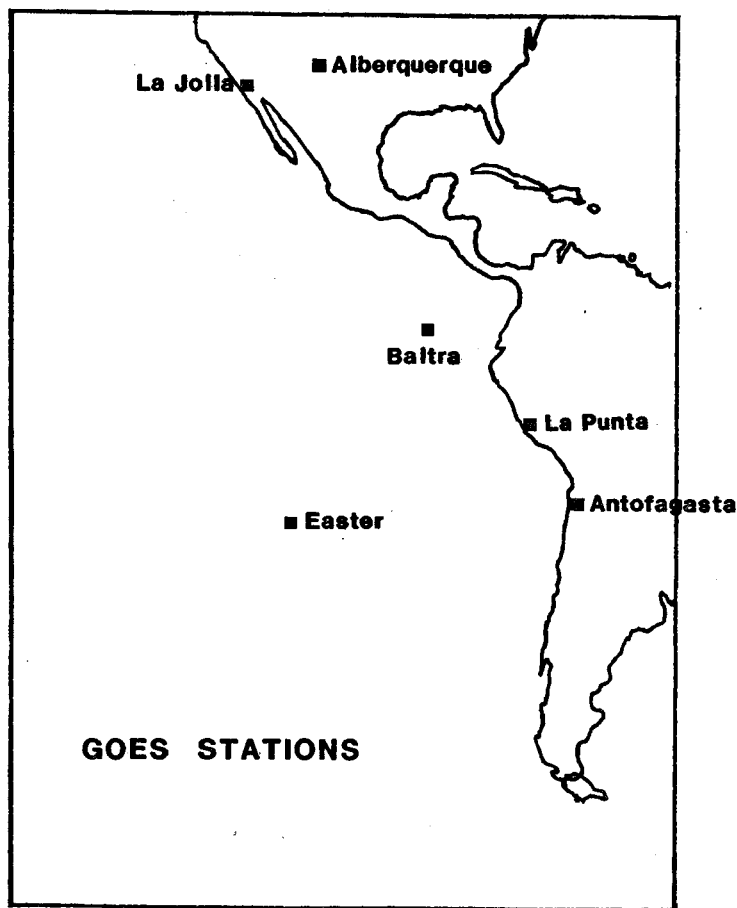 Alberquerque
La Jolla
Baltra
La Punta
Antofagasta
Easter
GOES STATIONS